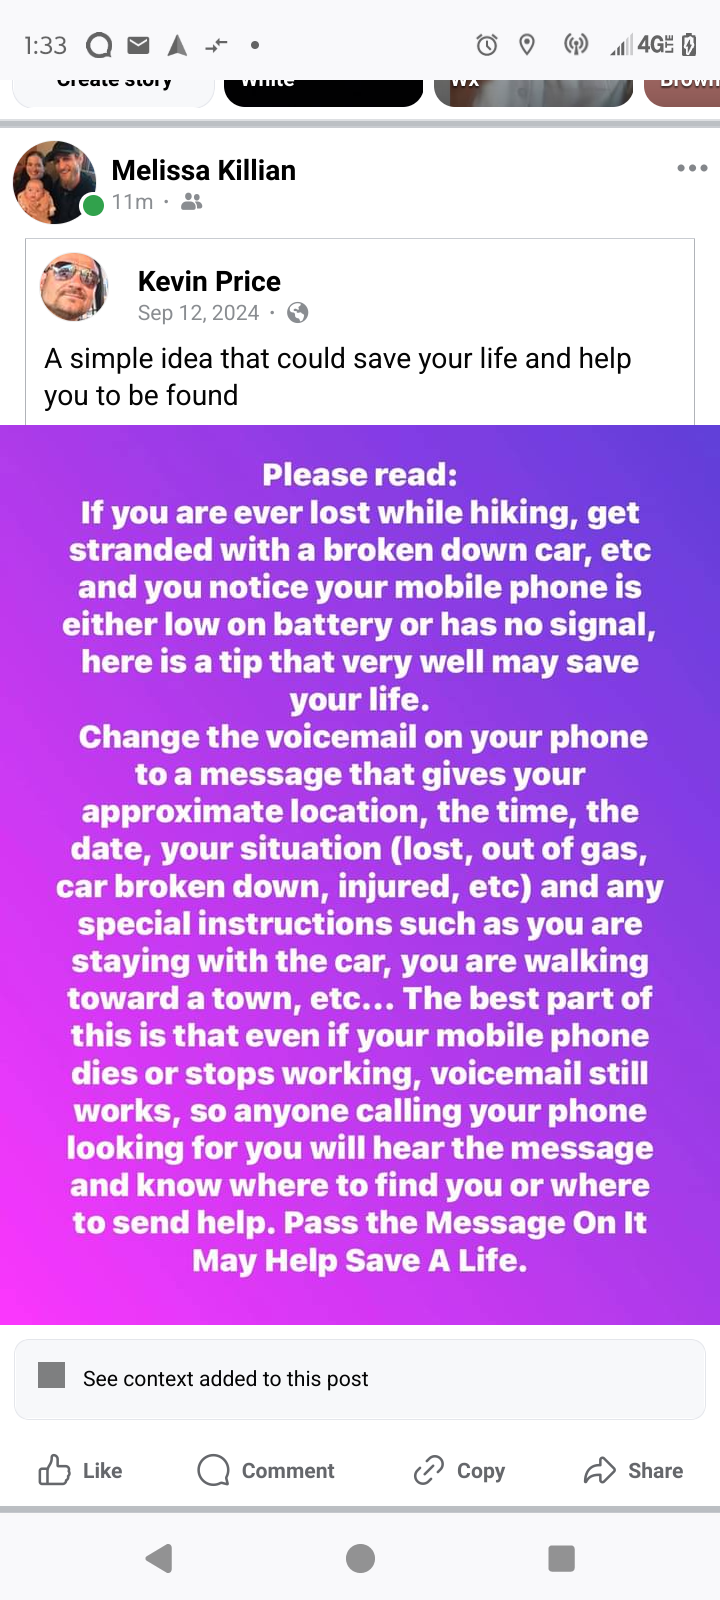 1:33
4G LTE
Create story
White
wx
Brown
Melissa Killian
11m ·
Kevin Price
Sep 12, 2024 ·
A simple idea that could save your life and help
you to be found
Please read:
If you are ever lost while hiking, get
stranded with a broken down car, etc
and you notice your mobile phone is
either low on battery or has no signal,
here is a tip that very well may save
your life.
Change the voicemail on your phone
to a message that gives your
approximate location, the time, the
date, your situation (lost, out of gas,
car broken down, injured, etc) and any
special instructions such as you are
staying with the car, you are walking
toward a town, etc... The best part of
this is that even if your mobile phone
dies or stops working, voicemail still
works, so anyone calling your phone
looking for you will hear the message
and know where to find you or where
to send help. Pass the Message On It
May Help Save A Life.
See context added to this post
Like
Comment
Copy
Share